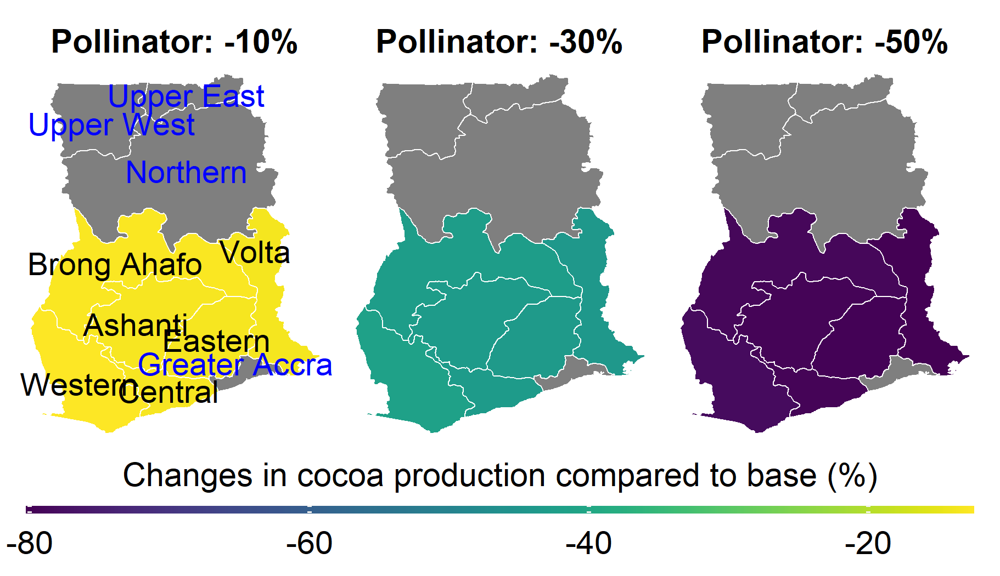 Pollinator: -10% Pollinator: -30% Pollinator: -50%
Upper East
Upper West
Northern
Volta
Brong Ahafo
Ashanti
Eastern
Greater Accra
Western
Central
Changes in cocoa production compared to base (%)
-80 -60 -40 -20